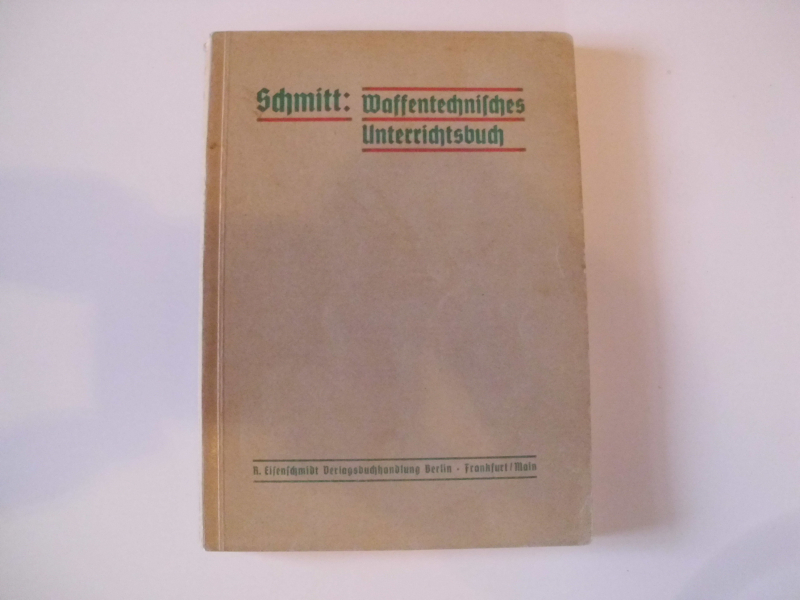 Schmitt: Waffentechnisches
Unterrichtsbuch
R. Eisenschmidt Verlagsbuchhandlung Berlin - Frankfurt/Main